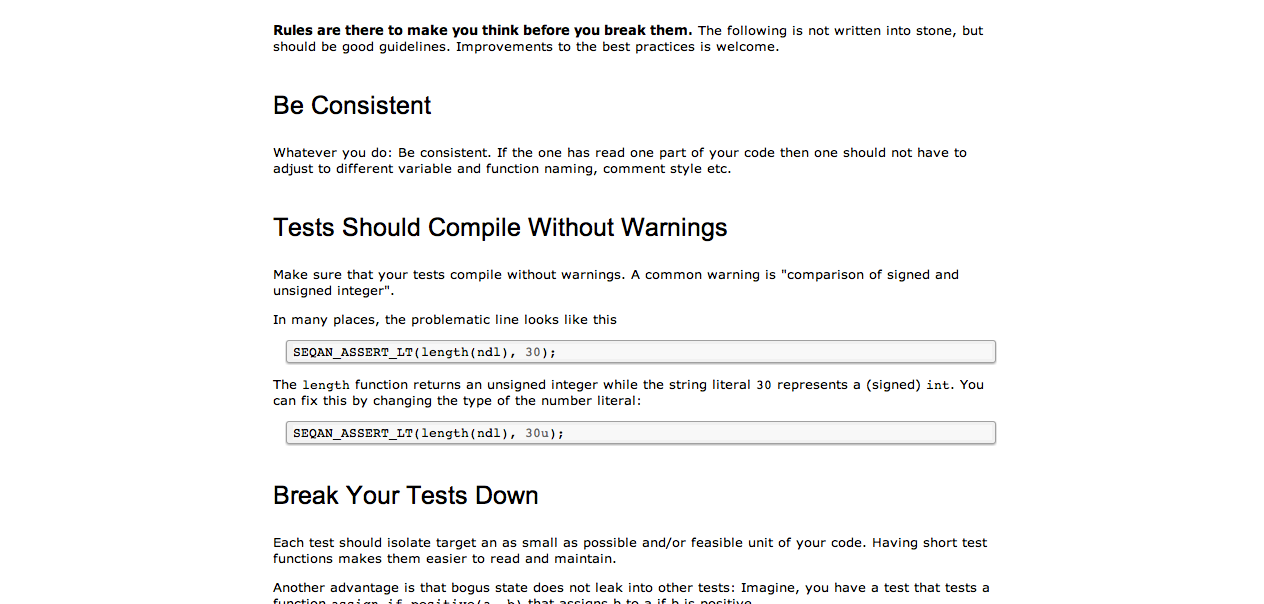 Rules are there to make you think before you break them. The following is not written into stone, but
should be good guidelines. Improvements to the best practices is welcome.
Be Consistent
Whatever you do: Be consistent. If the one has read one part of your code then one should not have to
adjust to different variable and function naming, comment style etc.
Tests Should Compile Without Warnings
Make sure that your tests compile without warnings. A common warning is "comparison of signed and
unsigned integer".
In many places, the problematic line looks like this
SEQAN_ASSERT_LT(length(ndl), 30);
The length function returns an unsigned integer while the string literal 30 represents a (signed) int. You
can fix this by changing the type of the number literal:
SEQAN_ASSERT_LT(length(ndl), 30u);
Break Your Tests Down
Each test should isolate target an as small as possible and/or feasible unit of your code. Having short test
functions makes them easier to read and maintain.
Another advantage is that bogus state does not leak into other tests: Imagine, you have a test that tests a
function assign_if_positive(a, b) that assigns b to a if b is positive.